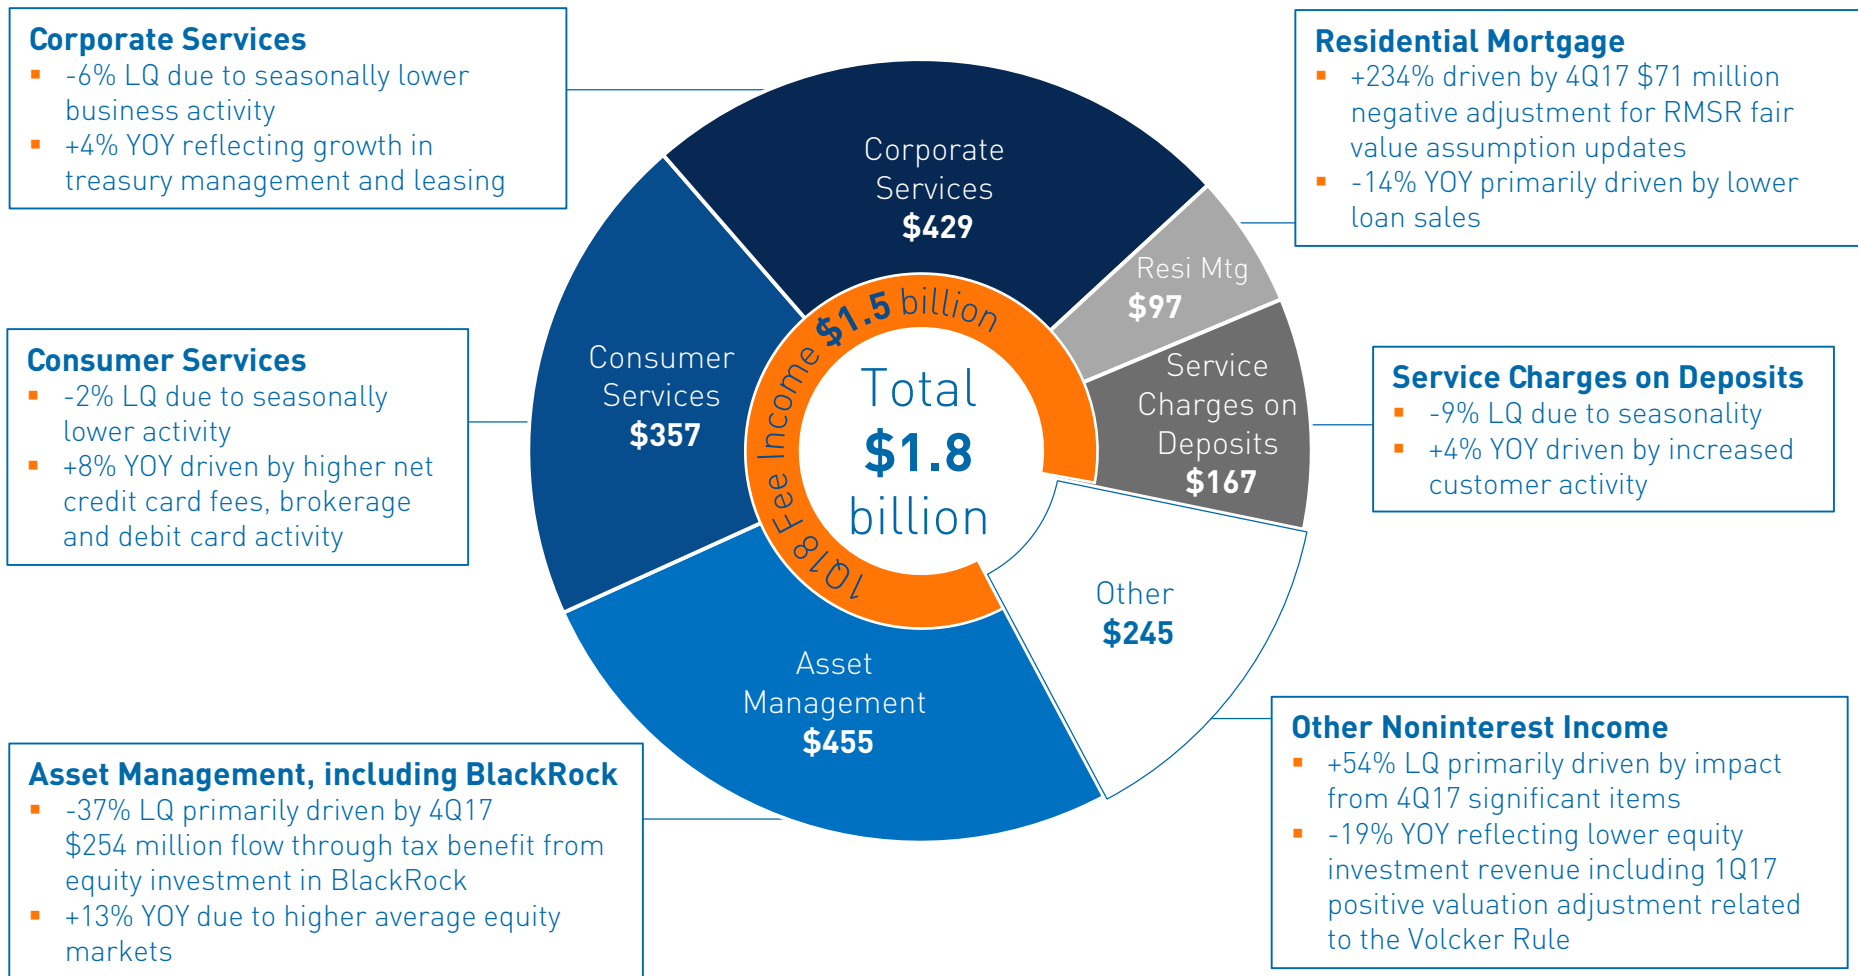 Corporate Services
▪ -6% LQ due to seasonally lower
business activity
▪ +4% YOY reflecting growth in
treasury management and leasing
Consumer Services
▪ -2% LQ due to seasonally
lower activity
▪ +8% YOY driven by higher net
credit card fees, brokerage
and debit card activity
Asset Management, including BlackRock
▪ -37% LQ primarily driven by 4Q17
$254 million flow through tax benefit from
equity investment in BlackRock
▪ +13% YOY due to higher average equity
markets
Corporate
Services
$429
Resi Mtg
$97
Service
Charges on
Deposits
$167
Other
$245
Asset
Management
$455
Consumer
Services
$357
1Q18 Fee Income $1.5 billion
Total
$1.8
billion
Residential Mortgage
▪ +234% driven by 4Q17 $71 million
negative adjustment for RMSR fair
value assumption updates
▪ -14% YOY primarily driven by lower
loan sales
Service Charges on Deposits
▪ -9% LQ due to seasonality
▪ +4% YOY driven by increased
customer activity
Other Noninterest Income
▪ +54% LQ primarily driven by impact
from 4Q17 significant items
▪ -19% YOY reflecting lower equity
investment revenue including 1Q17
positive valuation adjustment related
to the Volcker Rule